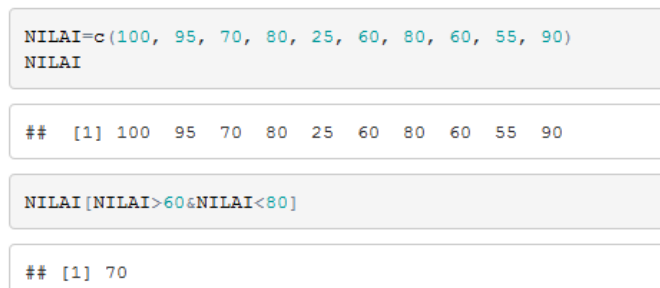 NILAI=c(100, 95, 70, 80, 25, 60, 80, 60, 55, 90)
NILAI
## [1] 100 95 70 80 25 60 80 60 55 90
NILAI[NILAI>60&NILAI<80]
## [1] 70